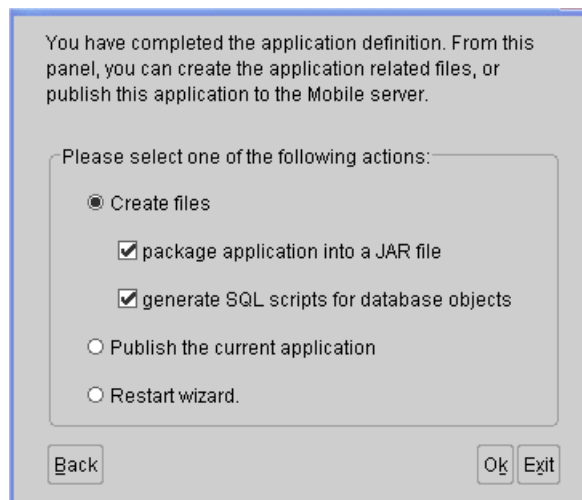 You have completed the application definition. From this
panel, you can create the application related files, or
publish this application to the Mobile server.
Please select one of the following actions:
Create files
package application into a JAR file
generate SQL scripts for database objects
Publish the current application
Restart wizard.
Back
Ok
Exit